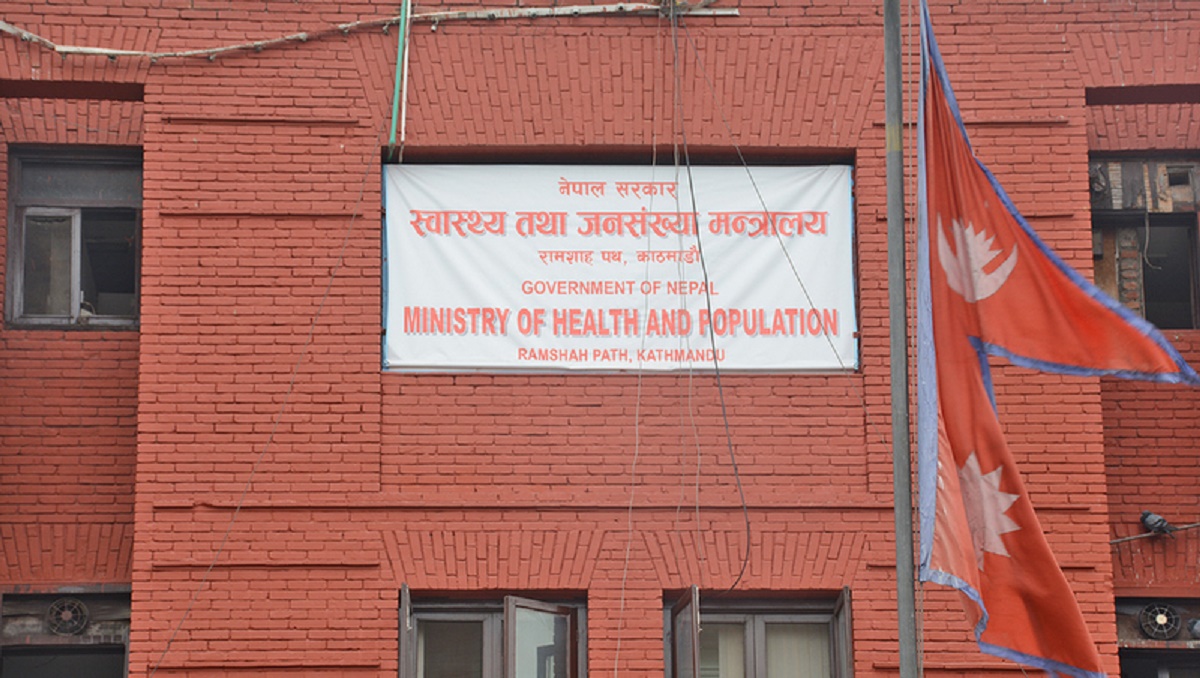 नेपाल सरकार
स्वास्थ्य तथा जनसंख्या मन्त्रालय
रामशाह पथ, काठमाडौं
GOVERNMENT OF NEPAL
MINISTRY OF HEALTH AND POPULATION
RAMSHAH PATH, KATHMANDU